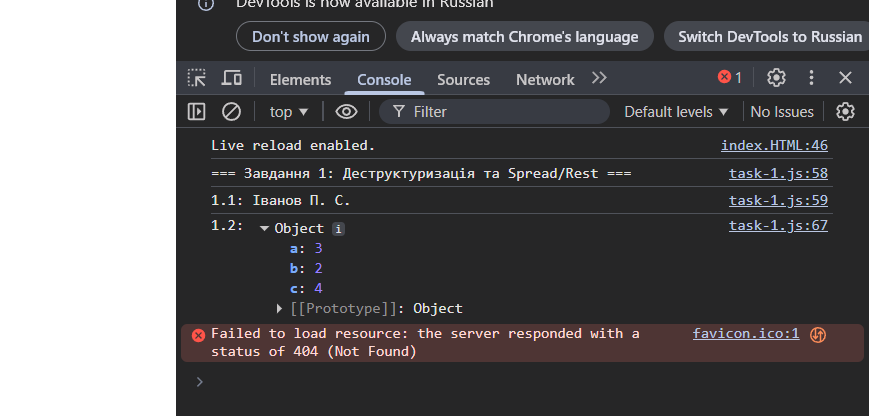 DevTools is now available in Russian
Don't show again Always match Chrome's language Switch DevTools to Russian
Elements Console Sources Network 1
top Filter Default levels No Issues
Live reload enabled. index.HTML:46
=== Завдання 1: Деструктуризація та Spread/Rest === task-1.js:58
1.1: Іванов П. С. task-1.js:59
1.2: Object i task-1.js:67
a: 3
b: 2
c: 4
[[Prototype]]: Object
Failed to load resource: the server responded with a favicon.ico:1
status of 404 (Not Found)